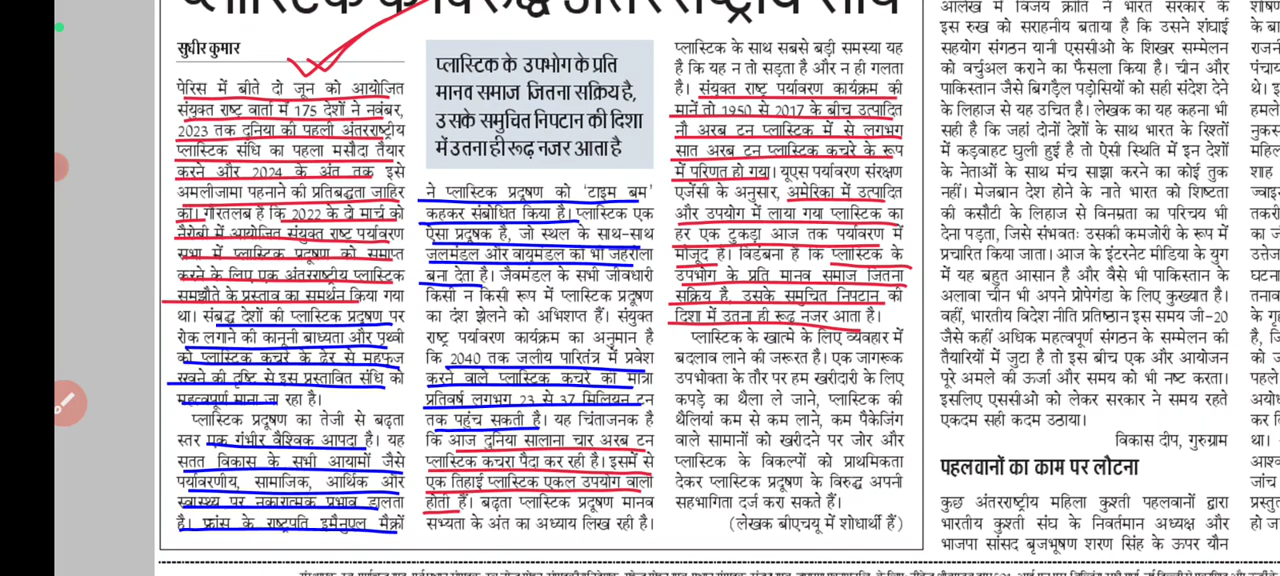 प्लास्टिक के विरुद्ध अंतरराष्ट्रीय संधि
सुधीर कुमार
पेरिस में बीते दो जून को आयोजित
संयुक्त राष्ट्र वार्ता में 175 देशों ने नवंबर,
2023 तक दुनिया की पहली अंतरराष्ट्रीय
प्लास्टिक संधि का पहला मसौदा तैयार
करने और 2024 के अंत तक इसे
अमलीजामा पहनाने की प्रतिबद्धता जाहिर
की। गौरतलब है कि 2022 के दो मार्च को
नैरोबी में आयोजित संयुक्त राष्ट्र पर्यावरण
सभा में प्लास्टिक प्रदूषण को समाप्त
करने के लिए एक अंतरराष्ट्रीय प्लास्टिक
समझौते के प्रस्ताव का समर्थन किया गया
था। संबद्ध देशों की प्लास्टिक प्रदूषण पर
रोक लगाने की कानूनी बाध्यता और पृथ्वी
को प्लास्टिक कचरे के ढेर से महफूज
रखने की दृष्टि से इस प्रस्तावित संधि को
महत्वपूर्ण माना जा रहा है।
प्लास्टिक प्रदूषण का तेजी से बढ़ता
स्तर एक गंभीर वैश्विक आपदा है। यह
सतत विकास के सभी आयामों जैसे
पर्यावरणीय, सामाजिक, आर्थिक और
स्वास्थ्य पर नकारात्मक प्रभाव डालता
है। फ्रांस के राष्ट्रपति इमैनुएल मैक्रों
प्लास्टिक के उपभोग के प्रति
मानव समाज जितना सक्रिय है,
उसके समुचित निपटान की दिशा
में उतना ही रूढ़ नजर आता है
ने प्लास्टिक प्रदूषण को 'टाइम बम'
कहकर संबोधित किया है। प्लास्टिक एक
ऐसा प्रदूषक है, जो स्थल के साथ-साथ
जलमंडल और वायुमंडल को भी जहरीला
बना देता है। जैवमंडल के सभी जीवधारी
किसी न किसी रूप में प्लास्टिक प्रदूषण
का दंश झेलने को अभिशप्त हैं। संयुक्त
राष्ट्र पर्यावरण कार्यक्रम का अनुमान है
कि 2040 तक जलीय पारितंत्र में प्रवेश
करने वाले प्लास्टिक कचरे की मात्रा
प्रतिवर्ष लगभग 23 से 37 मिलियन टन
तक पहुंच सकती है। यह चिंताजनक है
कि आज दुनिया सालाना चार अरब टन
प्लास्टिक कचरा पैदा कर रही है। इसमें से
एक तिहाई प्लास्टिक एकल उपयोग वाली
होती हैं। बढ़ता प्लास्टिक प्रदूषण मानव
सभ्यता के अंत का अध्याय लिख रही है।
प्लास्टिक के साथ सबसे बड़ी समस्या यह
है कि यह न तो सड़ता है और न ही गलता
है। संयुक्त राष्ट्र पर्यावरण कार्यक्रम की
मानें तो 1950 से 2017 के बीच उत्पादित
नौ अरब टन प्लास्टिक में से लगभग
सात अरब टन प्लास्टिक कचरे के रूप
में परिणत हो गया। यूएस पर्यावरण संरक्षण
एजेंसी के अनुसार, अमेरिका में उत्पादित
और उपयोग में लाया गया प्लास्टिक का
हर एक टुकड़ा आज तक पर्यावरण में
मौजूद है। विडंबना है कि प्लास्टिक के
उपभोग के प्रति मानव समाज जितना
सक्रिय है, उसके समुचित निपटान की
दिशा में उतना ही रूढ़ नजर आता है।
प्लास्टिक के खात्मे के लिए व्यवहार में
बदलाव लाने की जरूरत है। एक जागरूक
उपभोक्ता के तौर पर हम खरीदारी के लिए
कपड़े का थैला ले जाने, प्लास्टिक की
थैलियां कम से कम लाने, कम पैकेजिंग
वाले सामानों को खरीदने पर जोर और
प्लास्टिक के विकल्पों को प्राथमिकता
देकर प्लास्टिक प्रदूषण के विरुद्ध अपनी
सहभागिता दर्ज करा सकते हैं।
(लेखक बीएचयू में शोधार्थी हैं)
आलेख में विजय क्रांति ने भारत सरकार के
इस रुख को सराहनीय बताया है कि उसने शंघाई
सहयोग संगठन यानी एससीओ के शिखर सम्मेलन
को वर्चुअल कराने का फैसला किया है। चीन और
पाकिस्तान जैसे बिगड़ैल पड़ोसियों को सही संदेश देने
के लिहाज से यह उचित है। लेखक का यह कहना भी
सही है कि जहां दोनों देशों के साथ भारत के रिश्तों
में कड़वाहट घुली हुई है तो ऐसी स्थिति में इन देशों
के नेताओं के साथ मंच साझा करने का कोई तुक
नहीं। मेजबान देश होने के नाते भारत को शिष्टता
की कसौटी के लिहाज से विनम्रता का परिचय भी
देना पड़ता, जिसे संभवतः उसकी कमजोरी के रूप में
प्रचारित किया जाता। आज के इंटरनेट मीडिया के युग
में यह बहुत आसान है और वैसे भी पाकिस्तान के
अलावा चीन भी अपने प्रोपेगंडा के लिए कुख्यात है।
वहीं, भारतीय विदेश नीति प्रतिष्ठान इस समय जी-20
जैसे कहीं अधिक महत्वपूर्ण संगठन के सम्मेलन की
तैयारियों में जुटा है तो इस बीच एक और आयोजन
पूरे अमले की ऊर्जा और समय को भी नष्ट करता।
इसलिए एससीओ को लेकर सरकार ने समय रहते
एकदम सही कदम उठाया।
विकास दीप, गुरुग्राम
पहलवानों का काम पर लौटना
कुछ अंतरराष्ट्रीय महिला कुश्ती पहलवानों द्वारा
भारतीय कुश्ती संघ के निवर्तमान अध्यक्ष और
भाजपा सांसद बृजभूषण शरण सिंह के ऊपर यौन